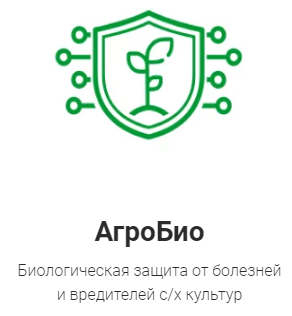 АгроБио
Биологическая защита от болезней
и вредителей с/х культур